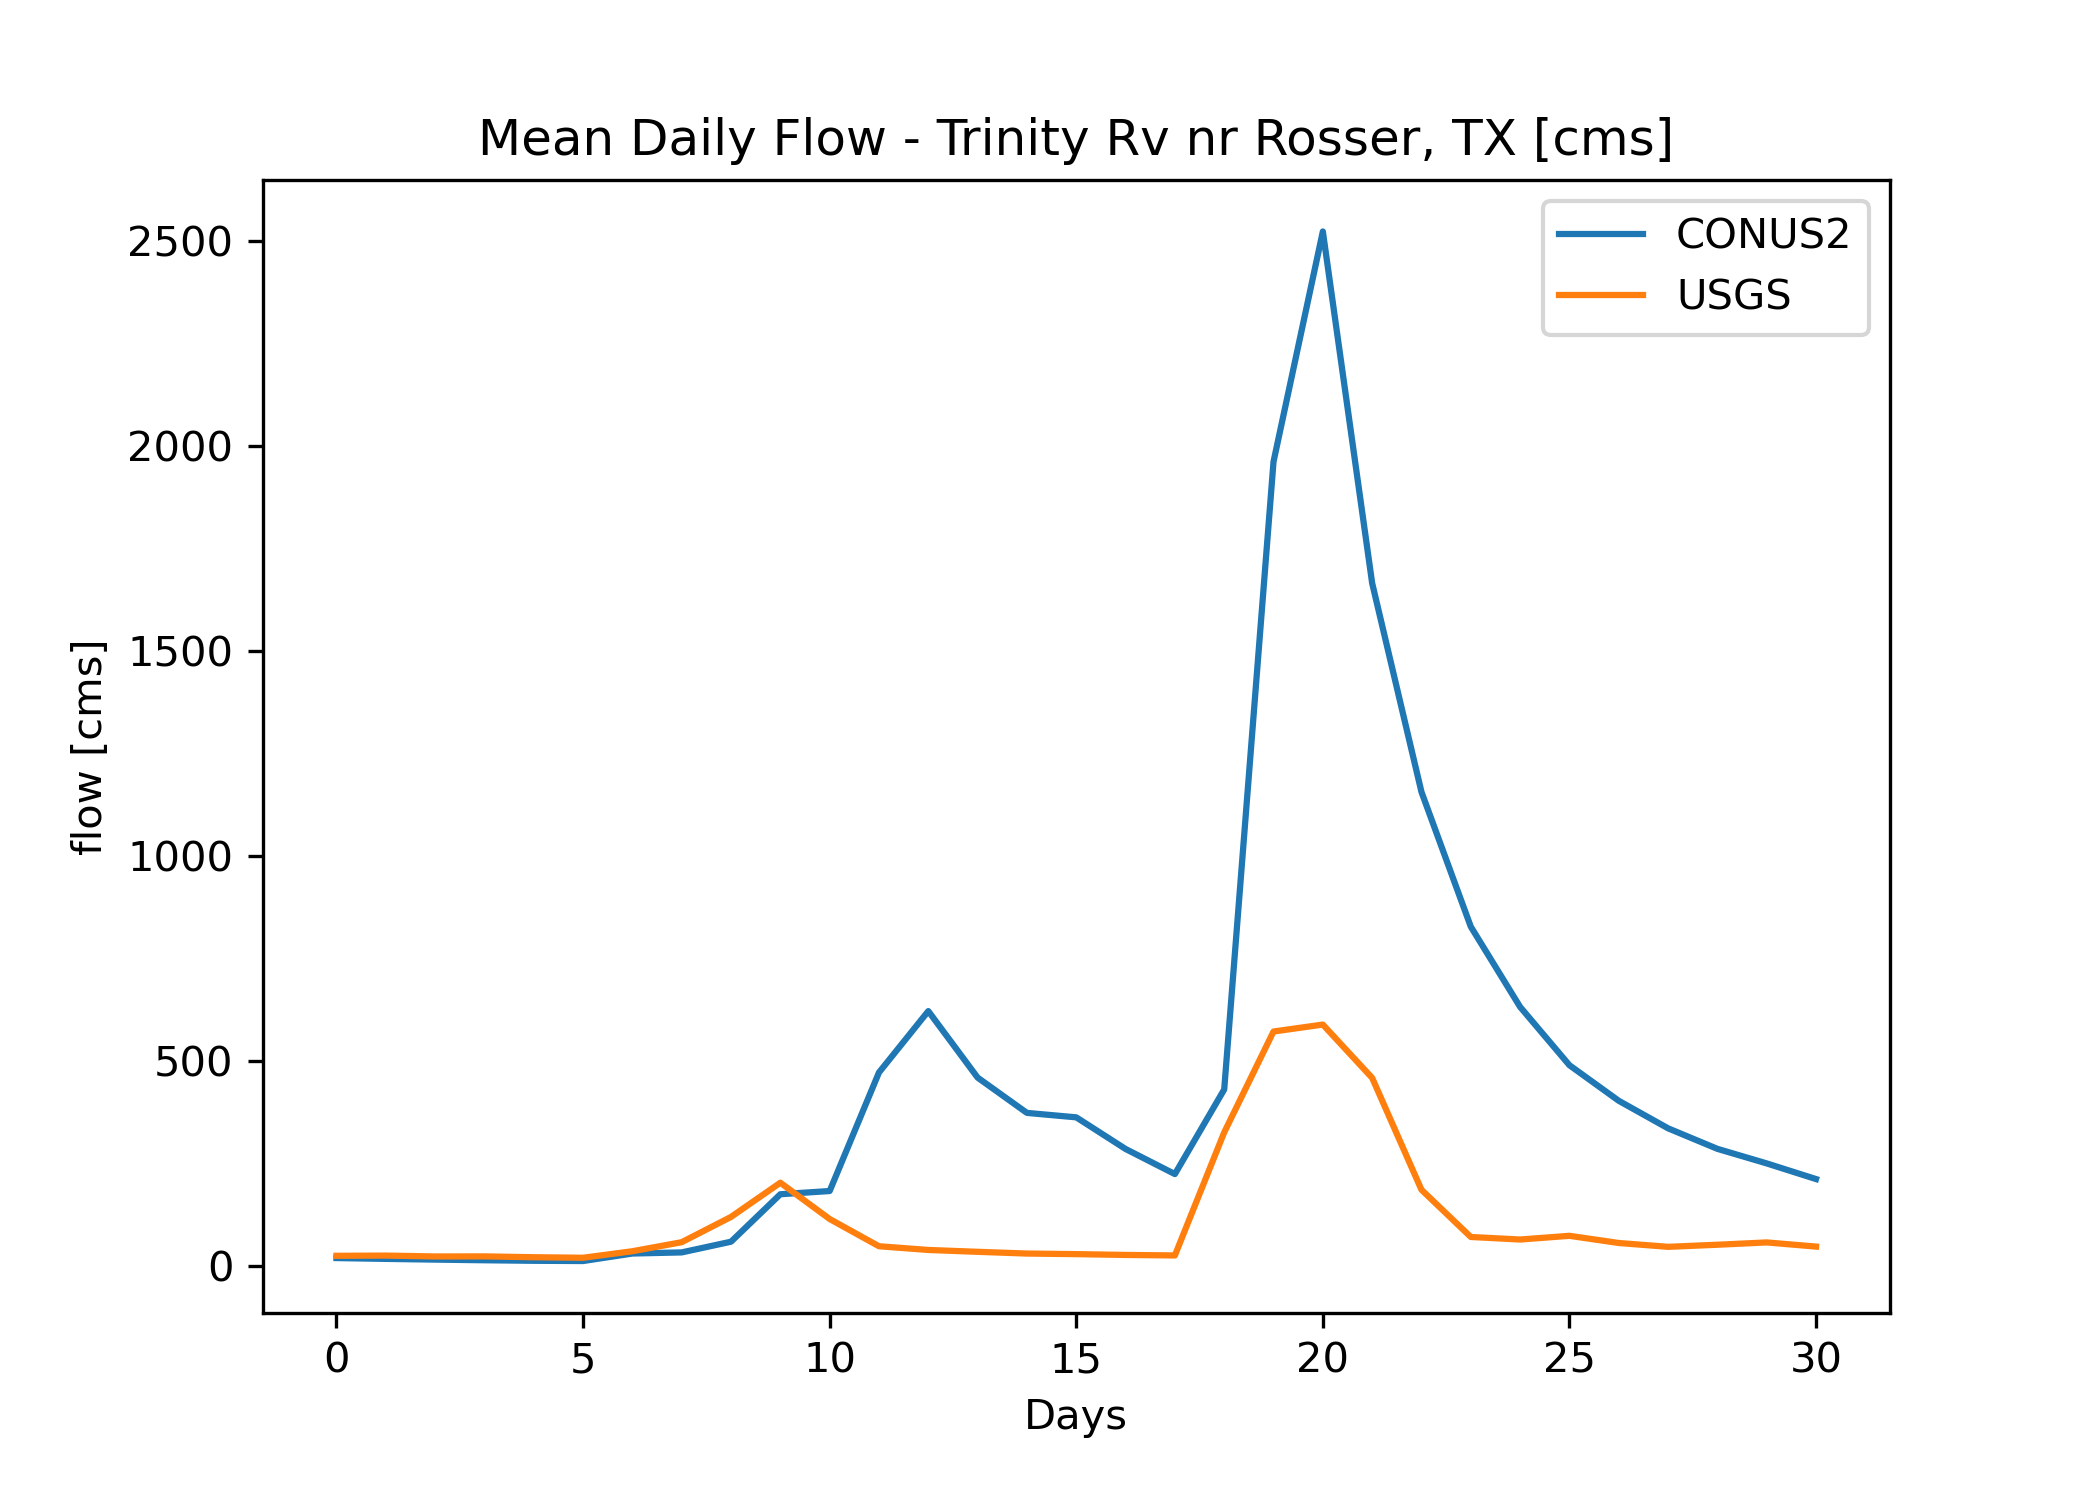 Mean Daily Flow - Trinity Rv nr Rosser, TX [cms]
CONUS2
USGS
2500
2000
1500
1000
500
0
flow [cms]
0 5 10 15 20 25 30
Days